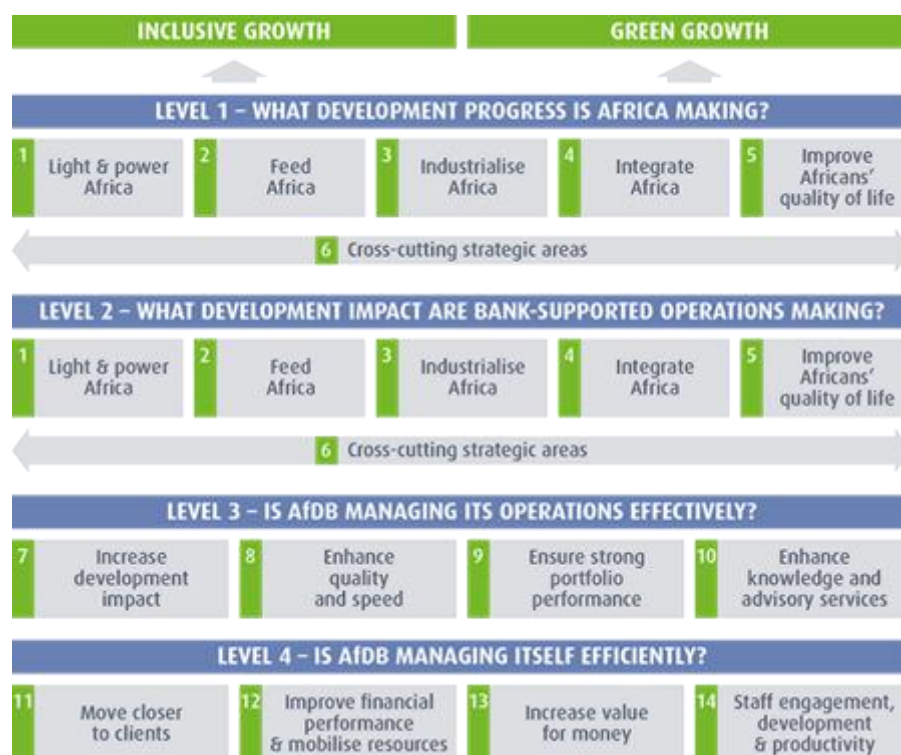 INCLUSIVE GROWTH
GREEN GROWTH
LEVEL 1 – WHAT DEVELOPMENT PROGRESS IS AFRICA MAKING?
1
Light & power
Africa
2
Feed
Africa
3
Industrialise
Africa
4
Integrate
Africa
5
Improve
Africans'
quality of life
6 Cross-cutting strategic areas
LEVEL 2 – WHAT DEVELOPMENT IMPACT ARE BANK-SUPPORTED OPERATIONS MAKING?
1
Light & power
Africa
2
Feed
Africa
3
Industrialise
Africa
4
Integrate
Africa
5
Improve
Africans'
quality of life
6 Cross-cutting strategic areas
LEVEL 3 – IS AfDB MANAGING ITS OPERATIONS EFFECTIVELY?
7
Increase
development
impact
8
Enhance
quality
and speed
9
Ensure strong
portfolio
performance
10
Enhance
knowledge and
advisory services
LEVEL 4 – IS AfDB MANAGING ITSELF EFFICIENTLY?
11
Move closer
to clients
12
Improve financial
performance
& mobilise resources
13
Increase value
for money
14
Staff engagement,
development
& productivity